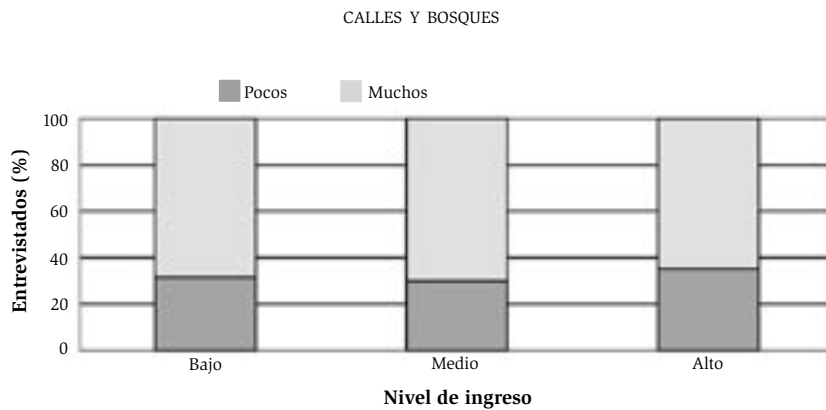 CALLES Y BOSQUES
Pocos Muchos
Entrevistados (%)
100
80
60
40
20
0
Bajo Medio Alto
Nivel de ingreso